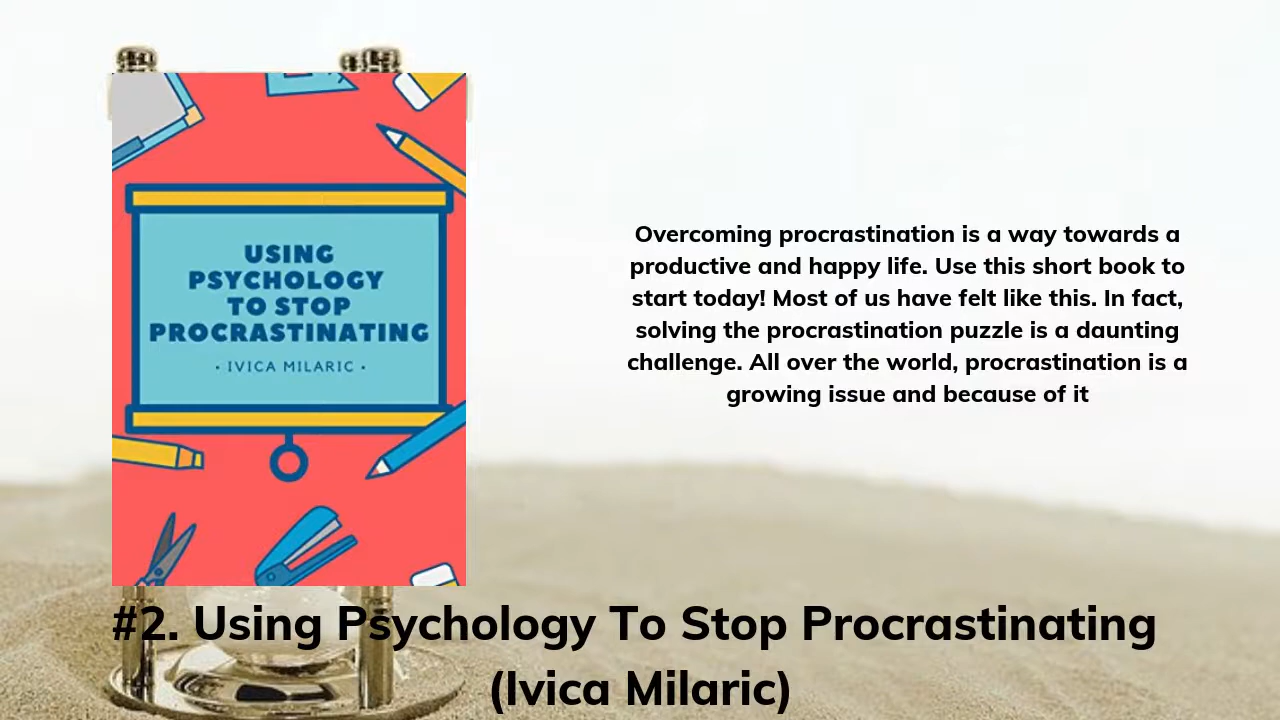 USING
PSYCHOLOGY
TO STOP
PROCRASTINATING
• IVICA MILARIC •
Overcoming procrastination is a way towards a
productive and happy life. Use this short book to
start today! Most of us have felt like this. In fact,
solving the procrastination puzzle is a daunting
challenge. All over the world, procrastination is a
growing issue and because of it
#2. Using Psychology To Stop Procrastinating
(Ivica Milaric)